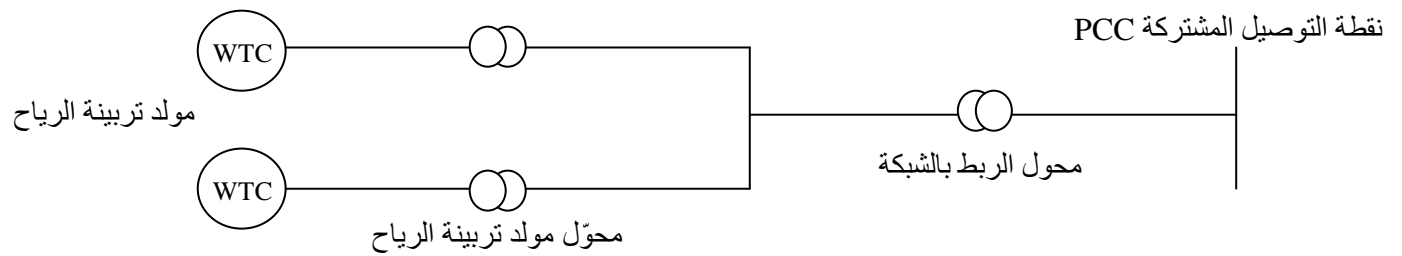 نقطة التوصيل المشتركة PCC
WTC
مولد تربينة الرياح
محول الربط بالشبكة
WTC
محوّل مولد تربينة الرياح